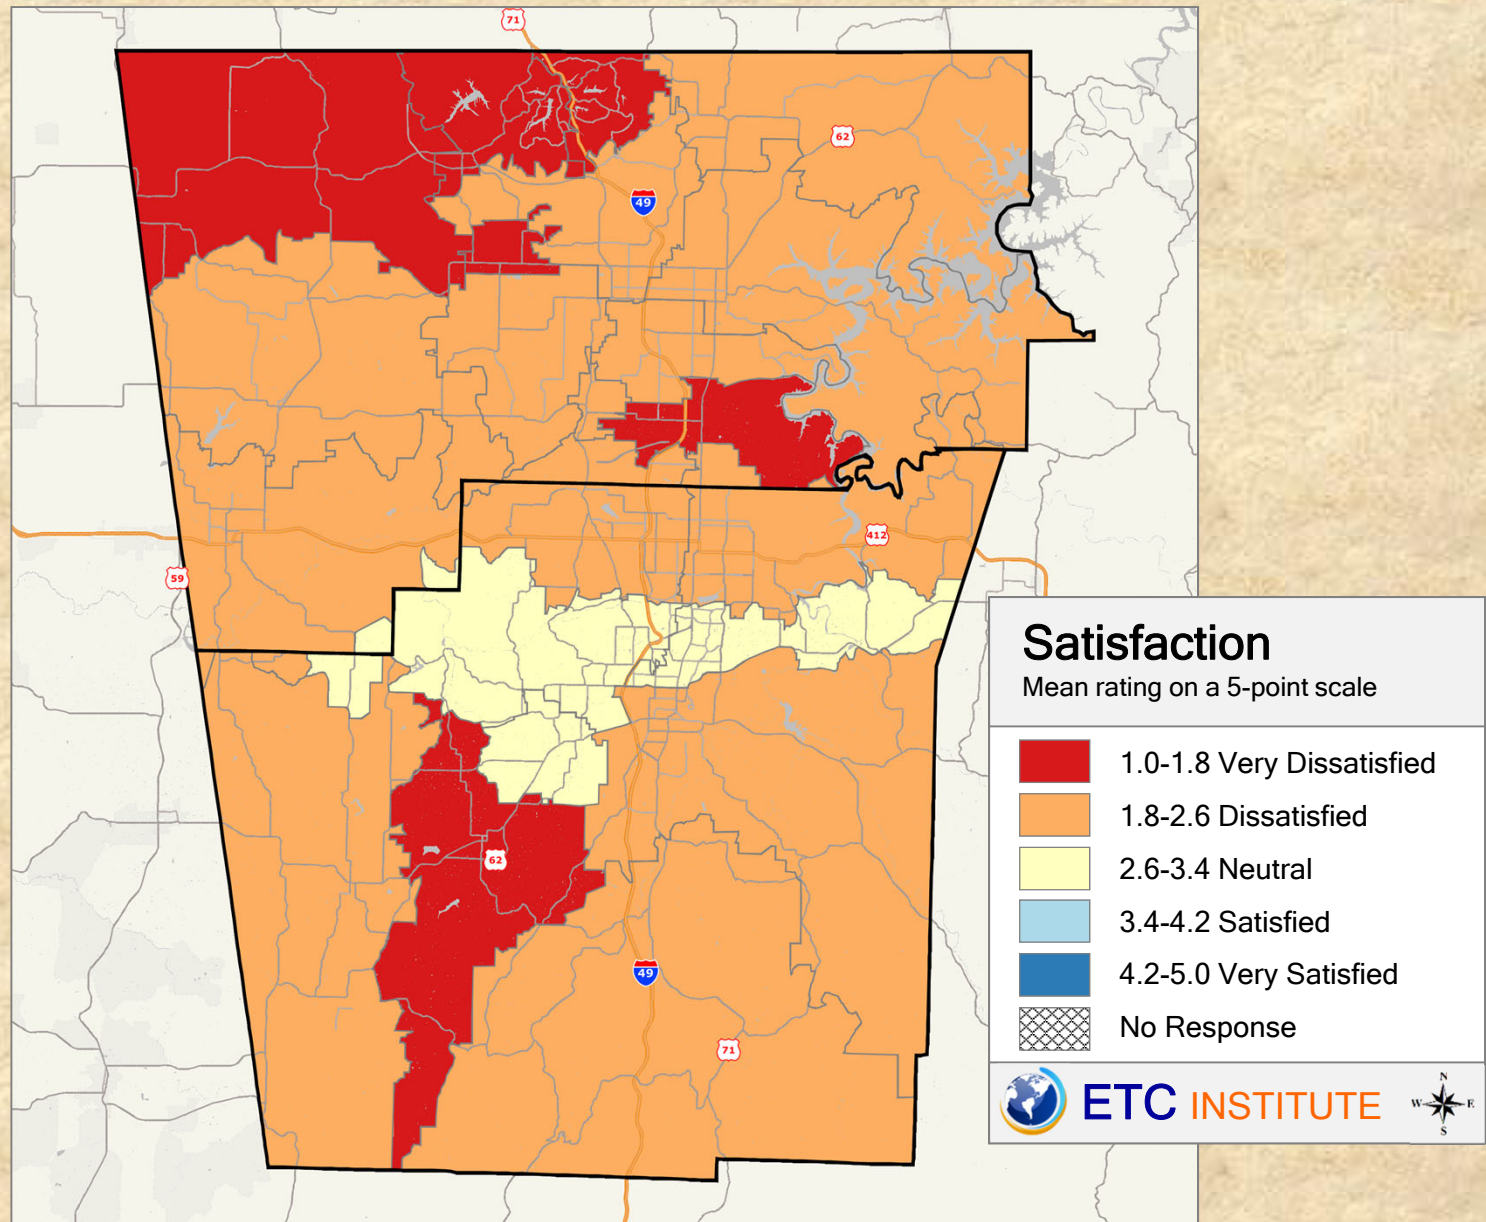 71
62
49
412
59
62
49
71
Satisfaction
Mean rating on a 5-point scale
1.0-1.8 Very Dissatisfied
1.8-2.6 Dissatisfied
2.6-3.4 Neutral
3.4-4.2 Satisfied
4.2-5.0 Very Satisfied
No Response
ETC INSTITUTE
N
W E
S